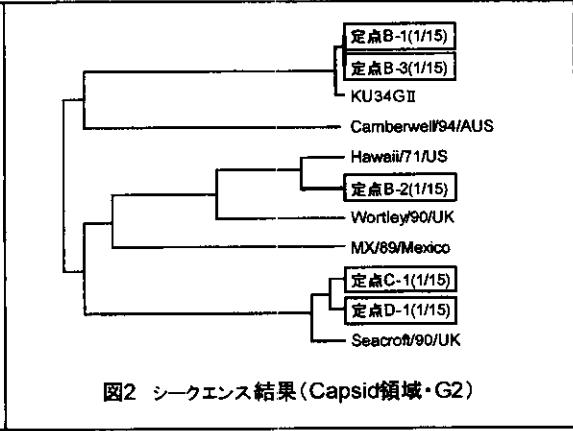 定点B-1(1/15)
定点B-3(1/15)
KU34GⅡ
Camberwell/94/AUS
Hawaii/71/US
定点B-2(1/15)
Wortley/90/UK
MX/89/Mexico
定点C-1(1/15)
定点D-1(1/15)
Seacroft/90/UK
図2 シークエンス結果(Capsid領域・G2)